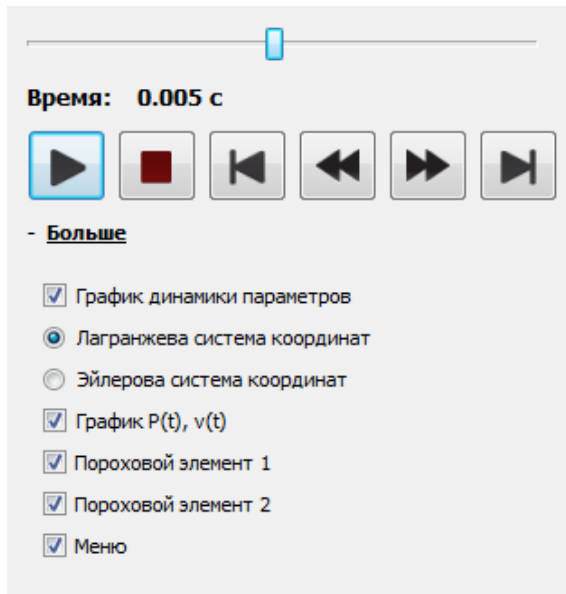 Время: 0.005 с
- Больше
График динамики параметров
Лагранжева система координат
Эйлерова система координат
График P(t), v(t)
Пороховой элемент 1
Пороховой элемент 2
Меню